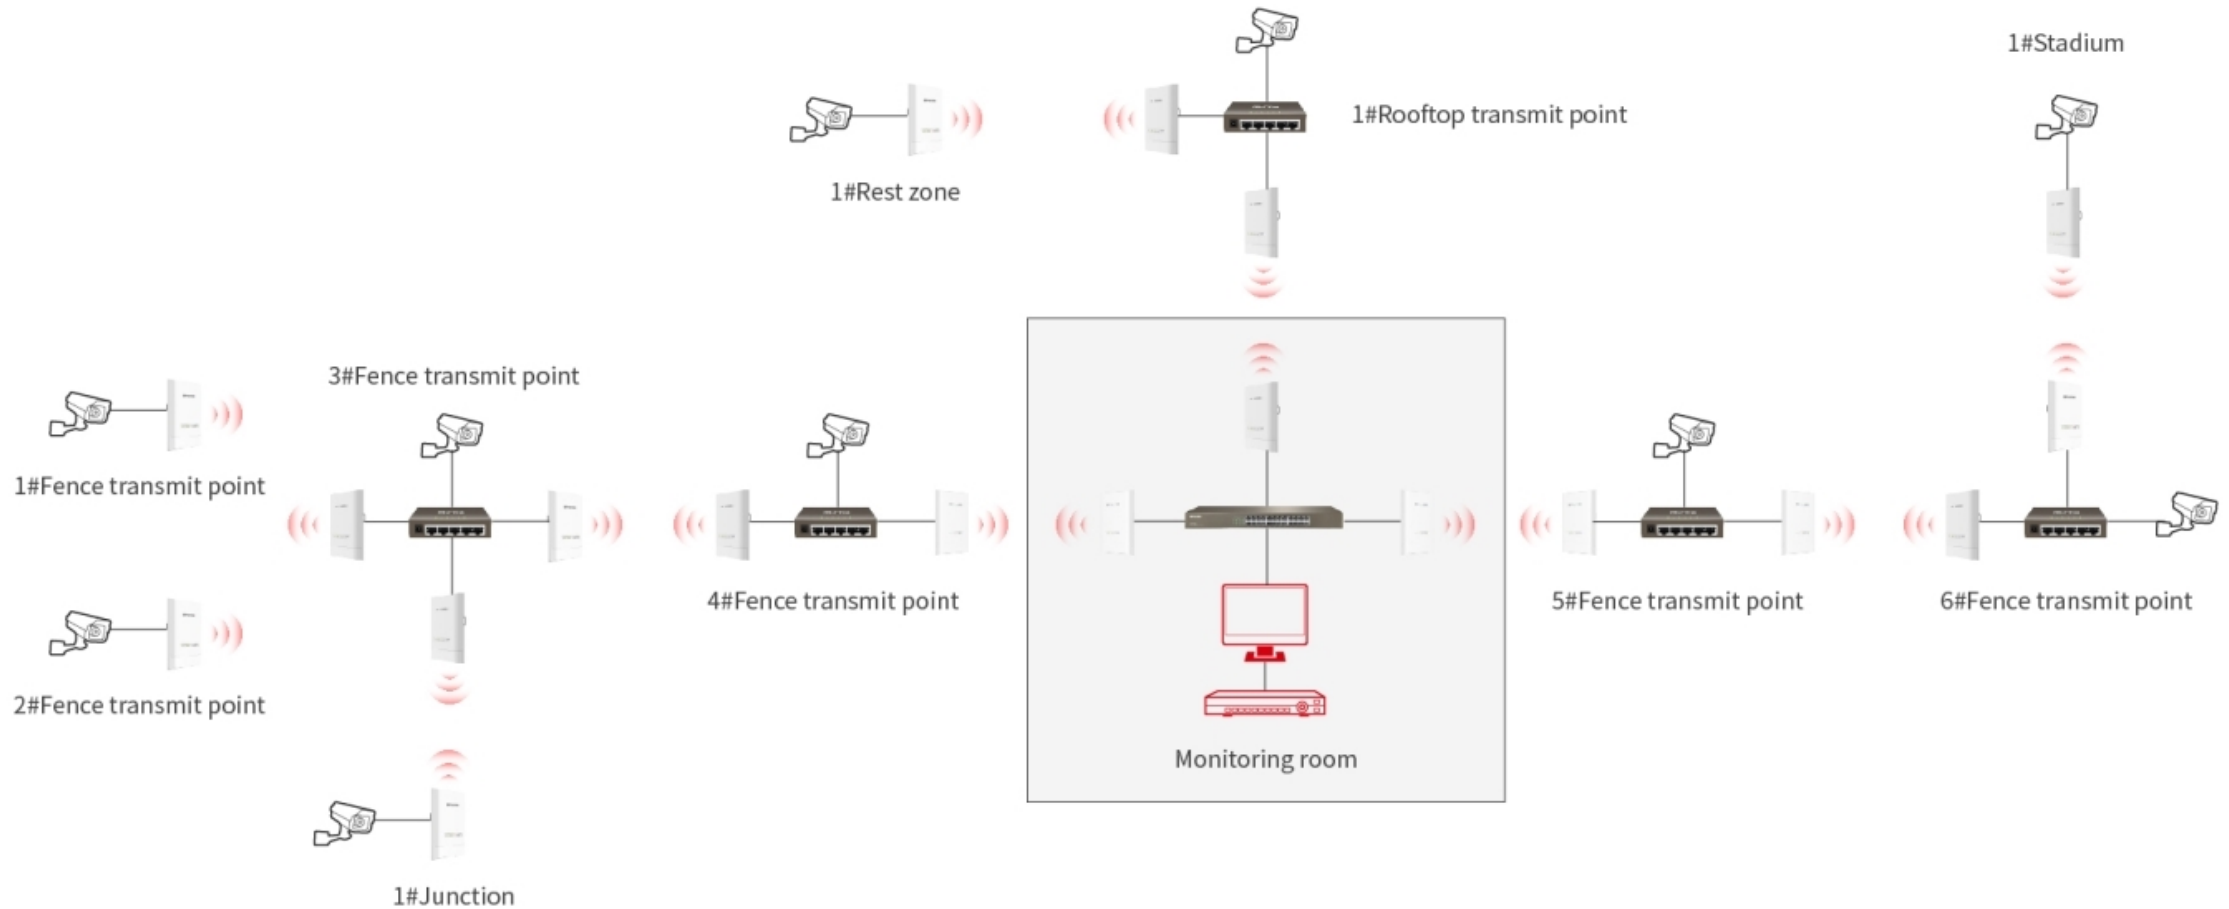 1#Stadium
1#Rooftop transmit point
1#Rest zone
3#Fence transmit point
1#Fence transmit point
4#Fence transmit point
5#Fence transmit point
6#Fence transmit point
2#Fence transmit point
Monitoring room
1#Junction